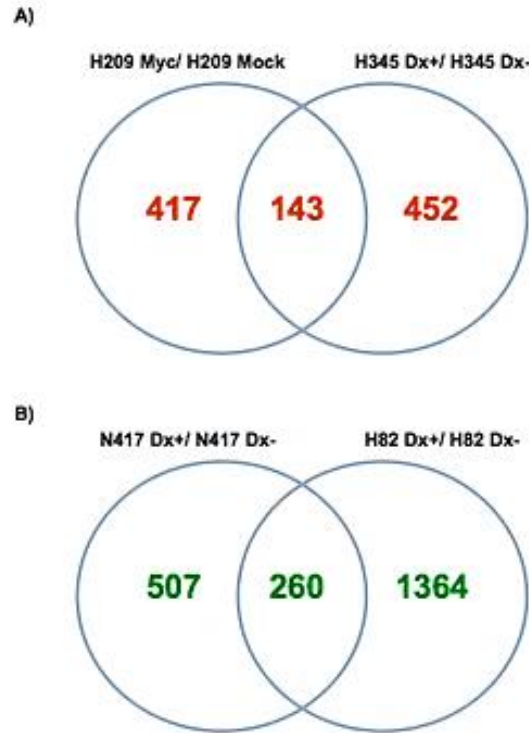 A)
H209 Myc/ H209 Mock H345 Dx+/ H345 Dx-
417 143 452
B)
N417 Dx+/ N417 Dx- H82 Dx+/ H82 Dx-
507 260 1364